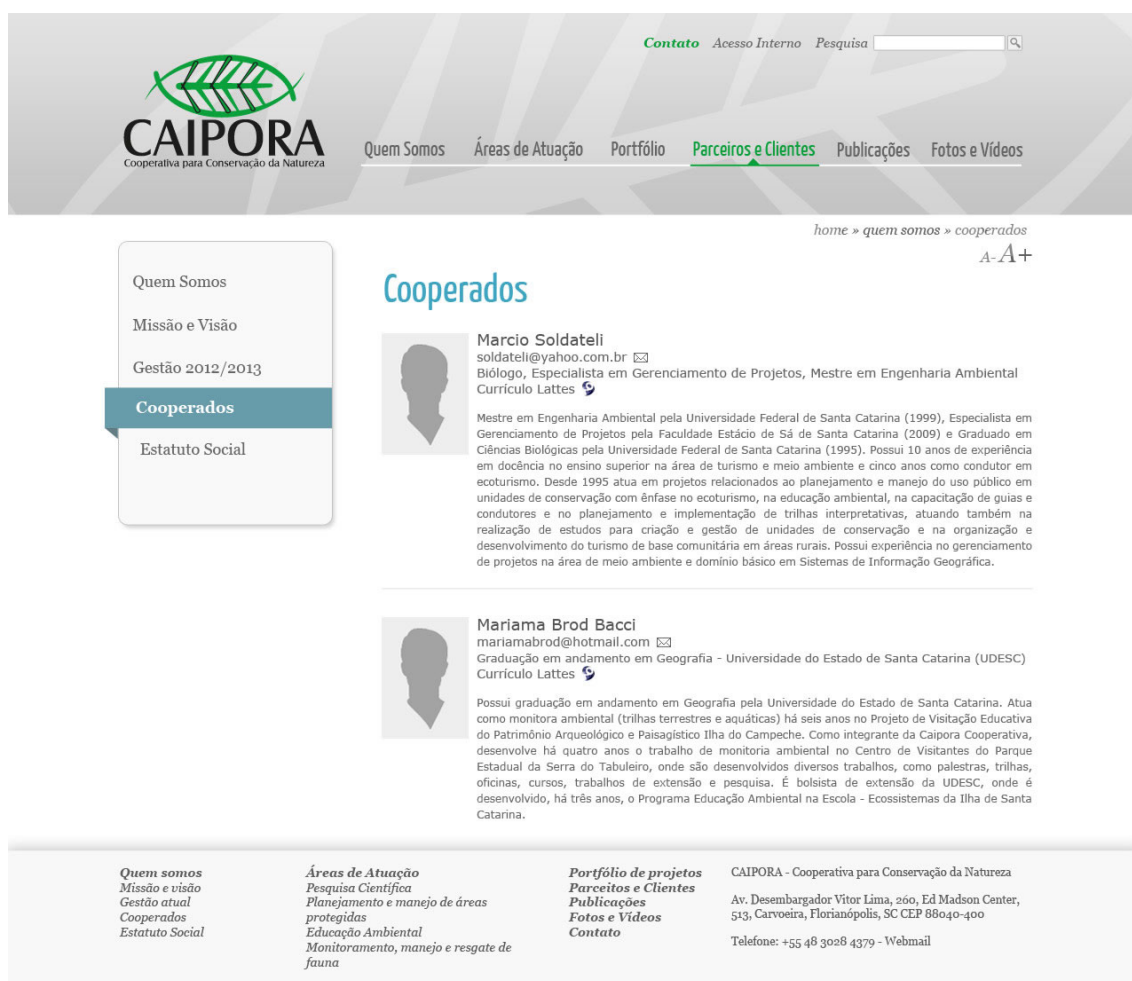 Contato Acesso Interno Pesquisa
CAIPORA
Cooperativa para Conservação da Natureza
Quem Somos Áreas de Atuação Portfólio Parceiros e Clientes Publicações Fotos e Vídeos
home » quem somos » cooperados
A- A+
Quem Somos
Missão e Visão
Gestão 2012/2013
Cooperados
Estatuto Social
Cooperados
Marcio Soldateli
soldateli@yahoo.com.br
Biólogo, Especialista em Gerenciamento de Projetos, Mestre em Engenharia Ambiental
Currículo Lattes
Mestre em Engenharia Ambiental pela Universidade Federal de Santa Catarina (1999), Especialista em
Gerenciamento de Projetos pela Faculdade Estácio de Sá de Santa Catarina (2009) e Graduado em
Ciências Biológicas pela Universidade Federal de Santa Catarina (1995). Possui 10 anos de experiência
em docência no ensino superior na área de turismo e meio ambiente e cinco anos como condutor em
ecoturismo. Desde 1995 atua em projetos relacionados ao planejamento e manejo do uso público em
unidades de conservação com ênfase no ecoturismo, na educação ambiental, na capacitação de guias e
condutores e no planejamento e implementação de trilhas interpretativas, atuando também na
realização de estudos para criação e gestão de unidades de conservação e na organização e
desenvolvimento do turismo de base comunitária em áreas rurais. Possui experiência no gerenciamento
de projetos na área de meio ambiente e domínio básico em Sistemas de Informação Geográfica.
Mariama Brod Bacci
mariamabrod@hotmail.com
Graduação em andamento em Geografia - Universidade do Estado de Santa Catarina (UDESC)
Currículo Lattes
Possui graduação em andamento em Geografia pela Universidade do Estado de Santa Catarina. Atua
como monitora ambiental (trilhas terrestres e aquáticas) há seis anos no Projeto de Visitação Educativa
do Patrimônio Arqueológico e Paisagístico Ilha do Campeche. Como integrante da Caipora Cooperativa,
desenvolve há quatro anos o trabalho de monitoria ambiental no Centro de Visitantes do Parque
Estadual da Serra do Tabuleiro, onde são desenvolvidos diversos trabalhos, como palestras, trilhas,
oficinas, cursos, trabalhos de extensão e pesquisa. É bolsista de extensão da UDESC, onde é
desenvolvido, há três anos, o Programa Educação Ambiental na Escola - Ecossistemas da Ilha de Santa
Catarina.
Quem somos
Missão e visão
Gestão atual
Cooperados
Estatuto Social
Áreas de Atuação
Pesquisa Científica
Planejamento e manejo de áreas
protegidas
Educação Ambiental
Monitoramento, manejo e resgate de
fauna
Portfólio de projetos
Parceitos e Clientes
Publicações
Fotos e Vídeos
Contato
CAIPORA - Cooperativa para Conservação da Natureza
Av. Desembargador Vitor Lima, 260, Ed Madson Center,
513, Carvoeira, Florianópolis, SC CEP 88040-400
Telefone: +55 48 3028 4379 - Webmail